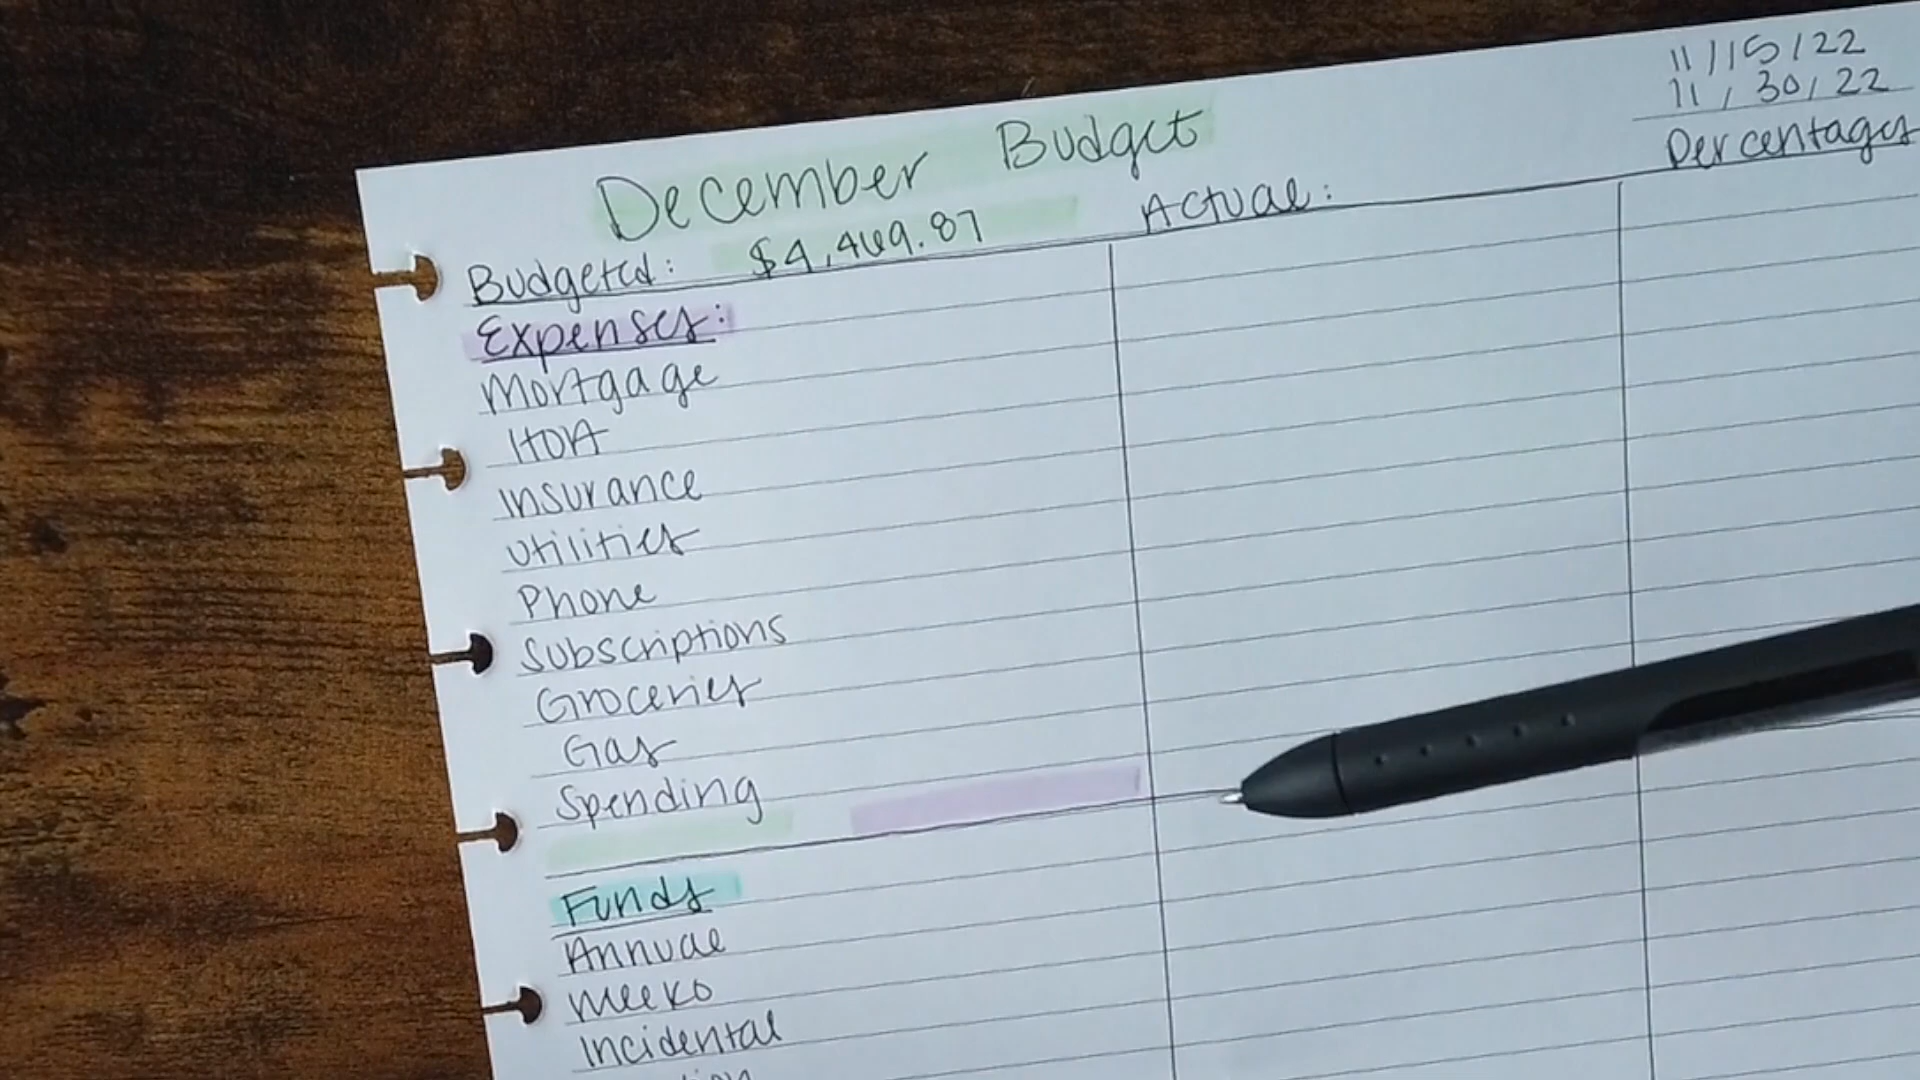 11/15/22
11/30/22
Percentages
December Budget
Budgeted: $4,469.87 Actual:
Expenses:
Mortgage
HOA
Insurance
Utilities
Phone
Subscriptions
Groceries
Gas
Spending
Funds
Annual
Meeko
Incidental